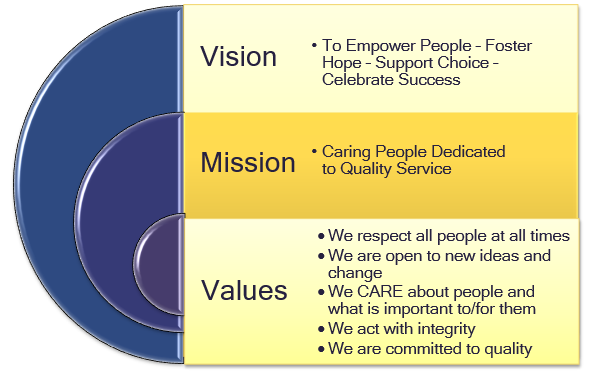 Vision
• To Empower People - Foster
Hope - Support Choice -
Celebrate Success
Mission
• Caring People Dedicated
to Quality Service
Values
• We respect all people at all times
• We are open to new ideas and
change
• We CARE about people and
what is important to/for them
• We act with integrity
• We are committed to quality